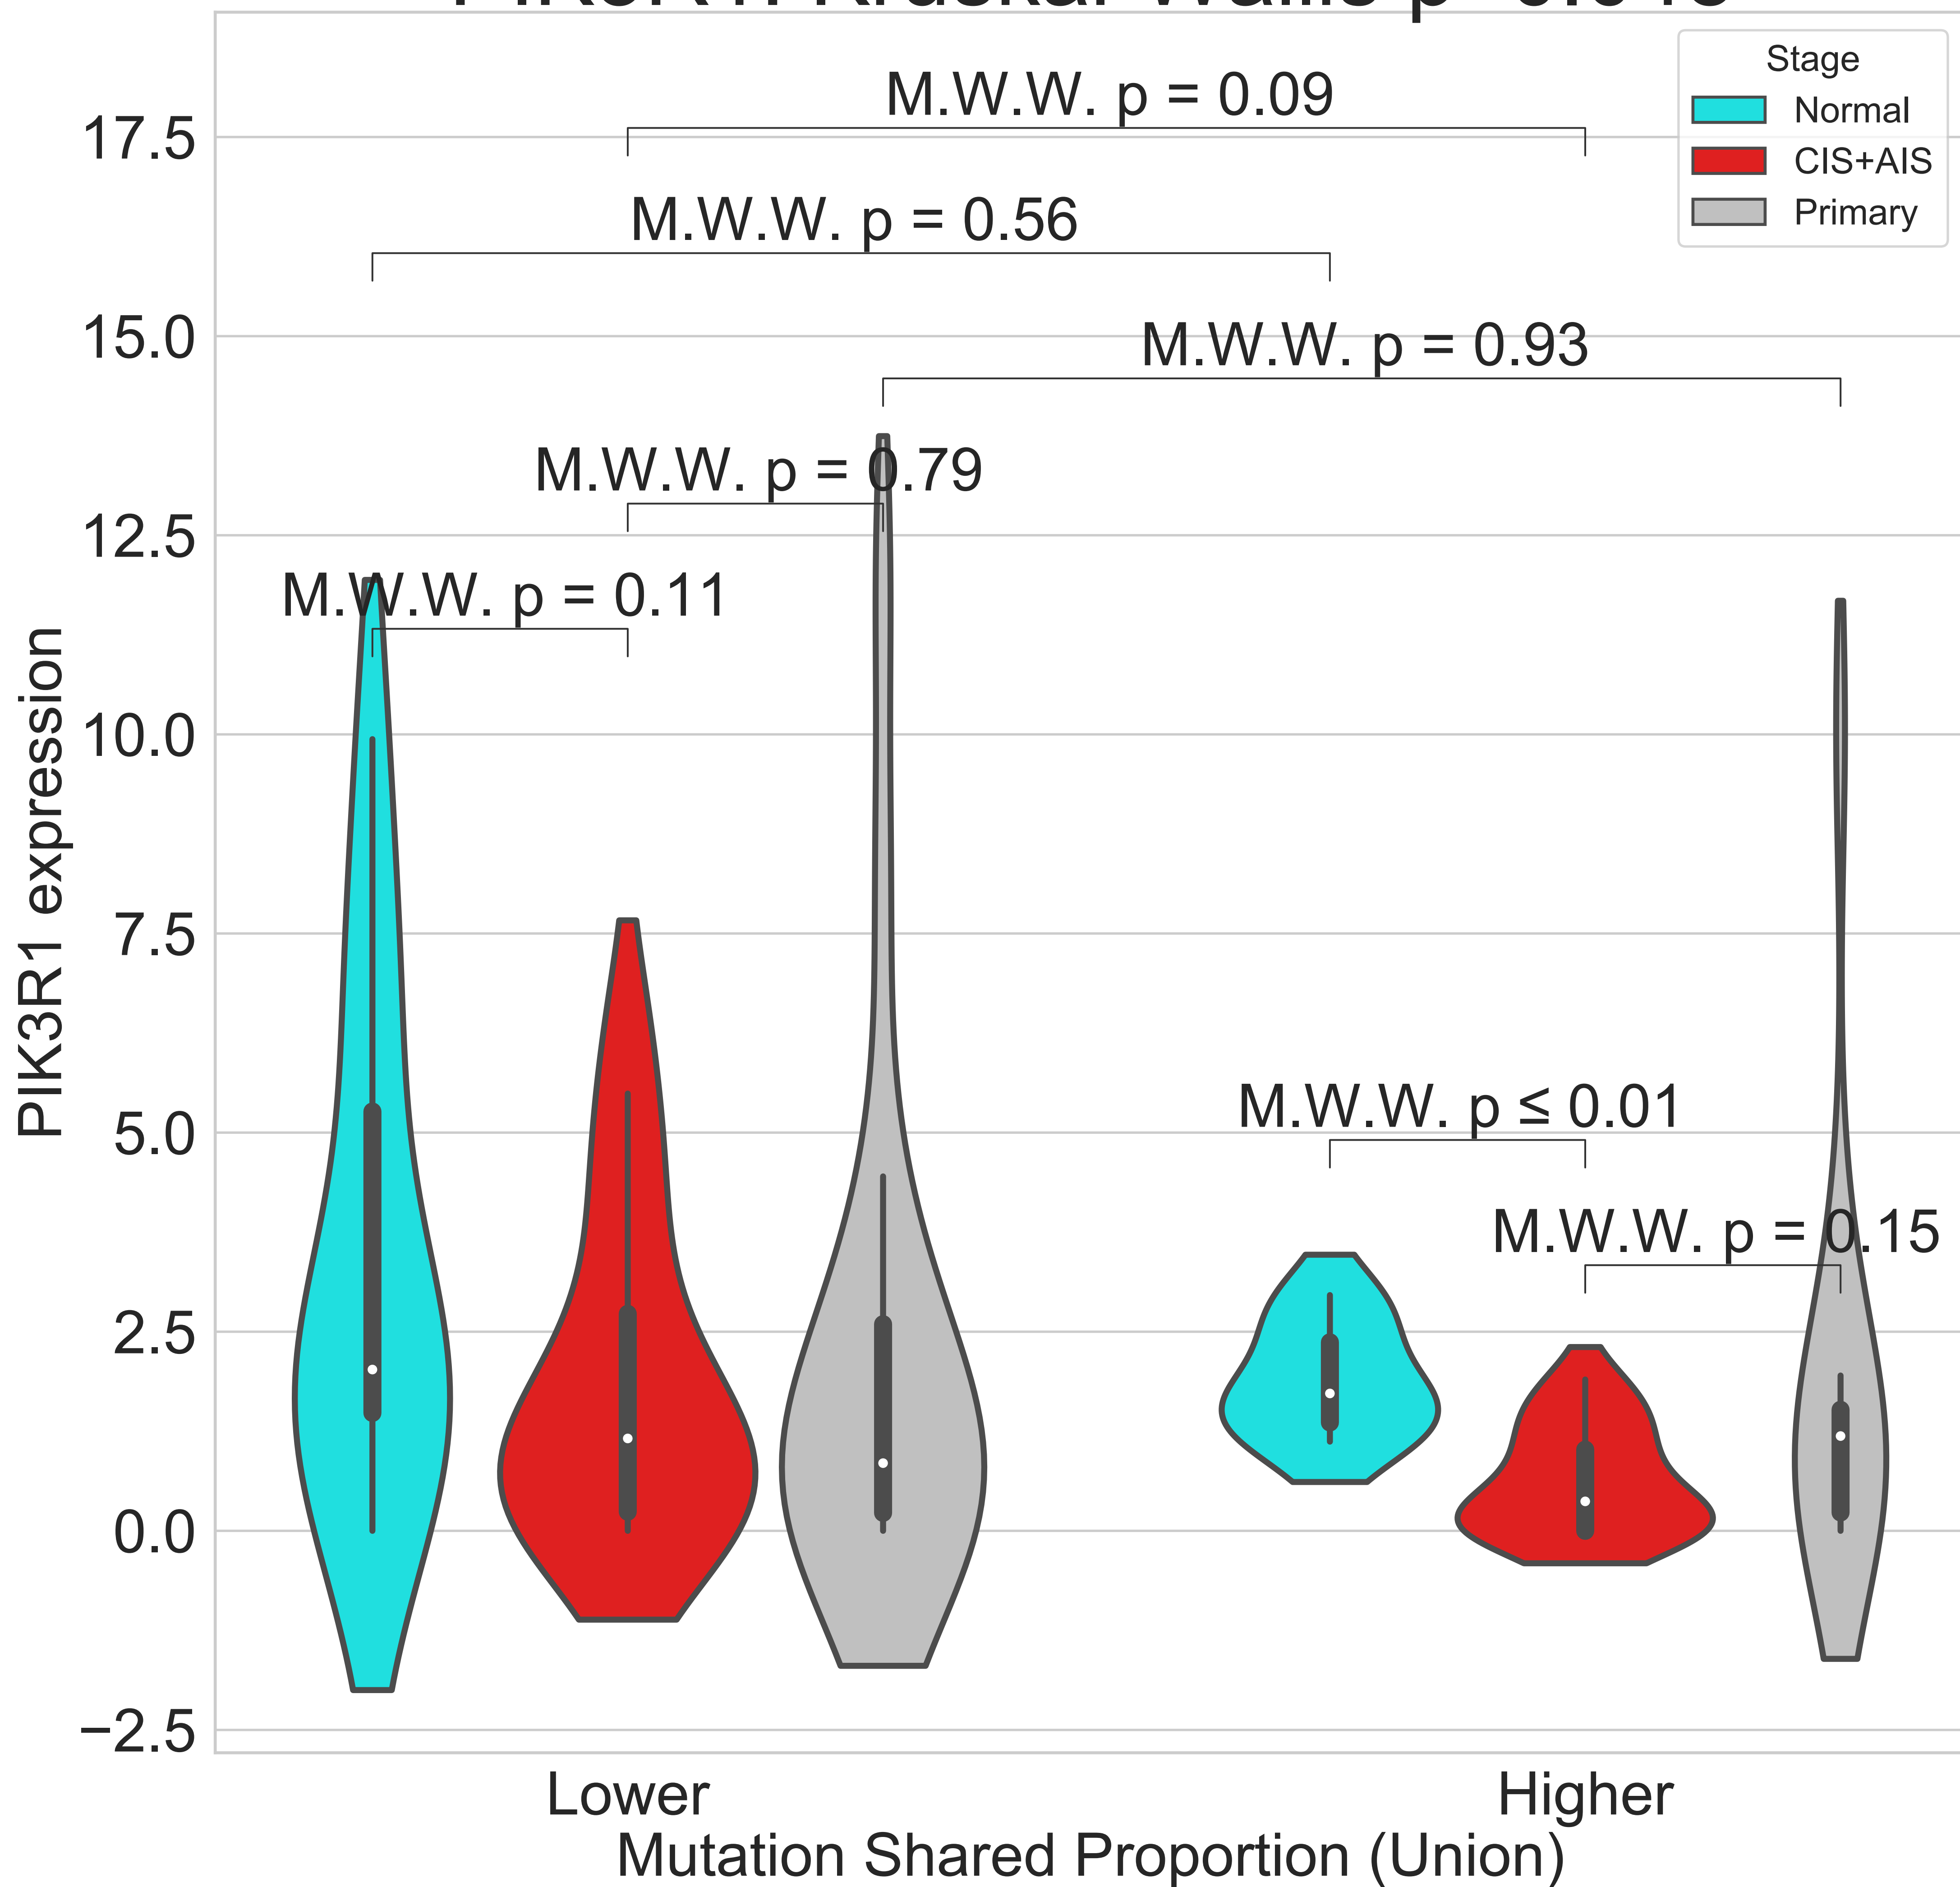 Stage
Normal
CIS+AIS
Primary
M.W.W. p = 0.09
M.W.W. p = 0.56
M.W.W. p = 0.93
M.W.W. p = 0.79
M.W.W. p = 0.11
M.W.W. p ≤ 0.01
M.W.W. p = 0.15
PIK3R1 expression
17.5
15.0
12.5
10.0
7.5
5.0
2.5
0.0
−2.5
Lower
Higher
Mutation Shared Proportion (Union)